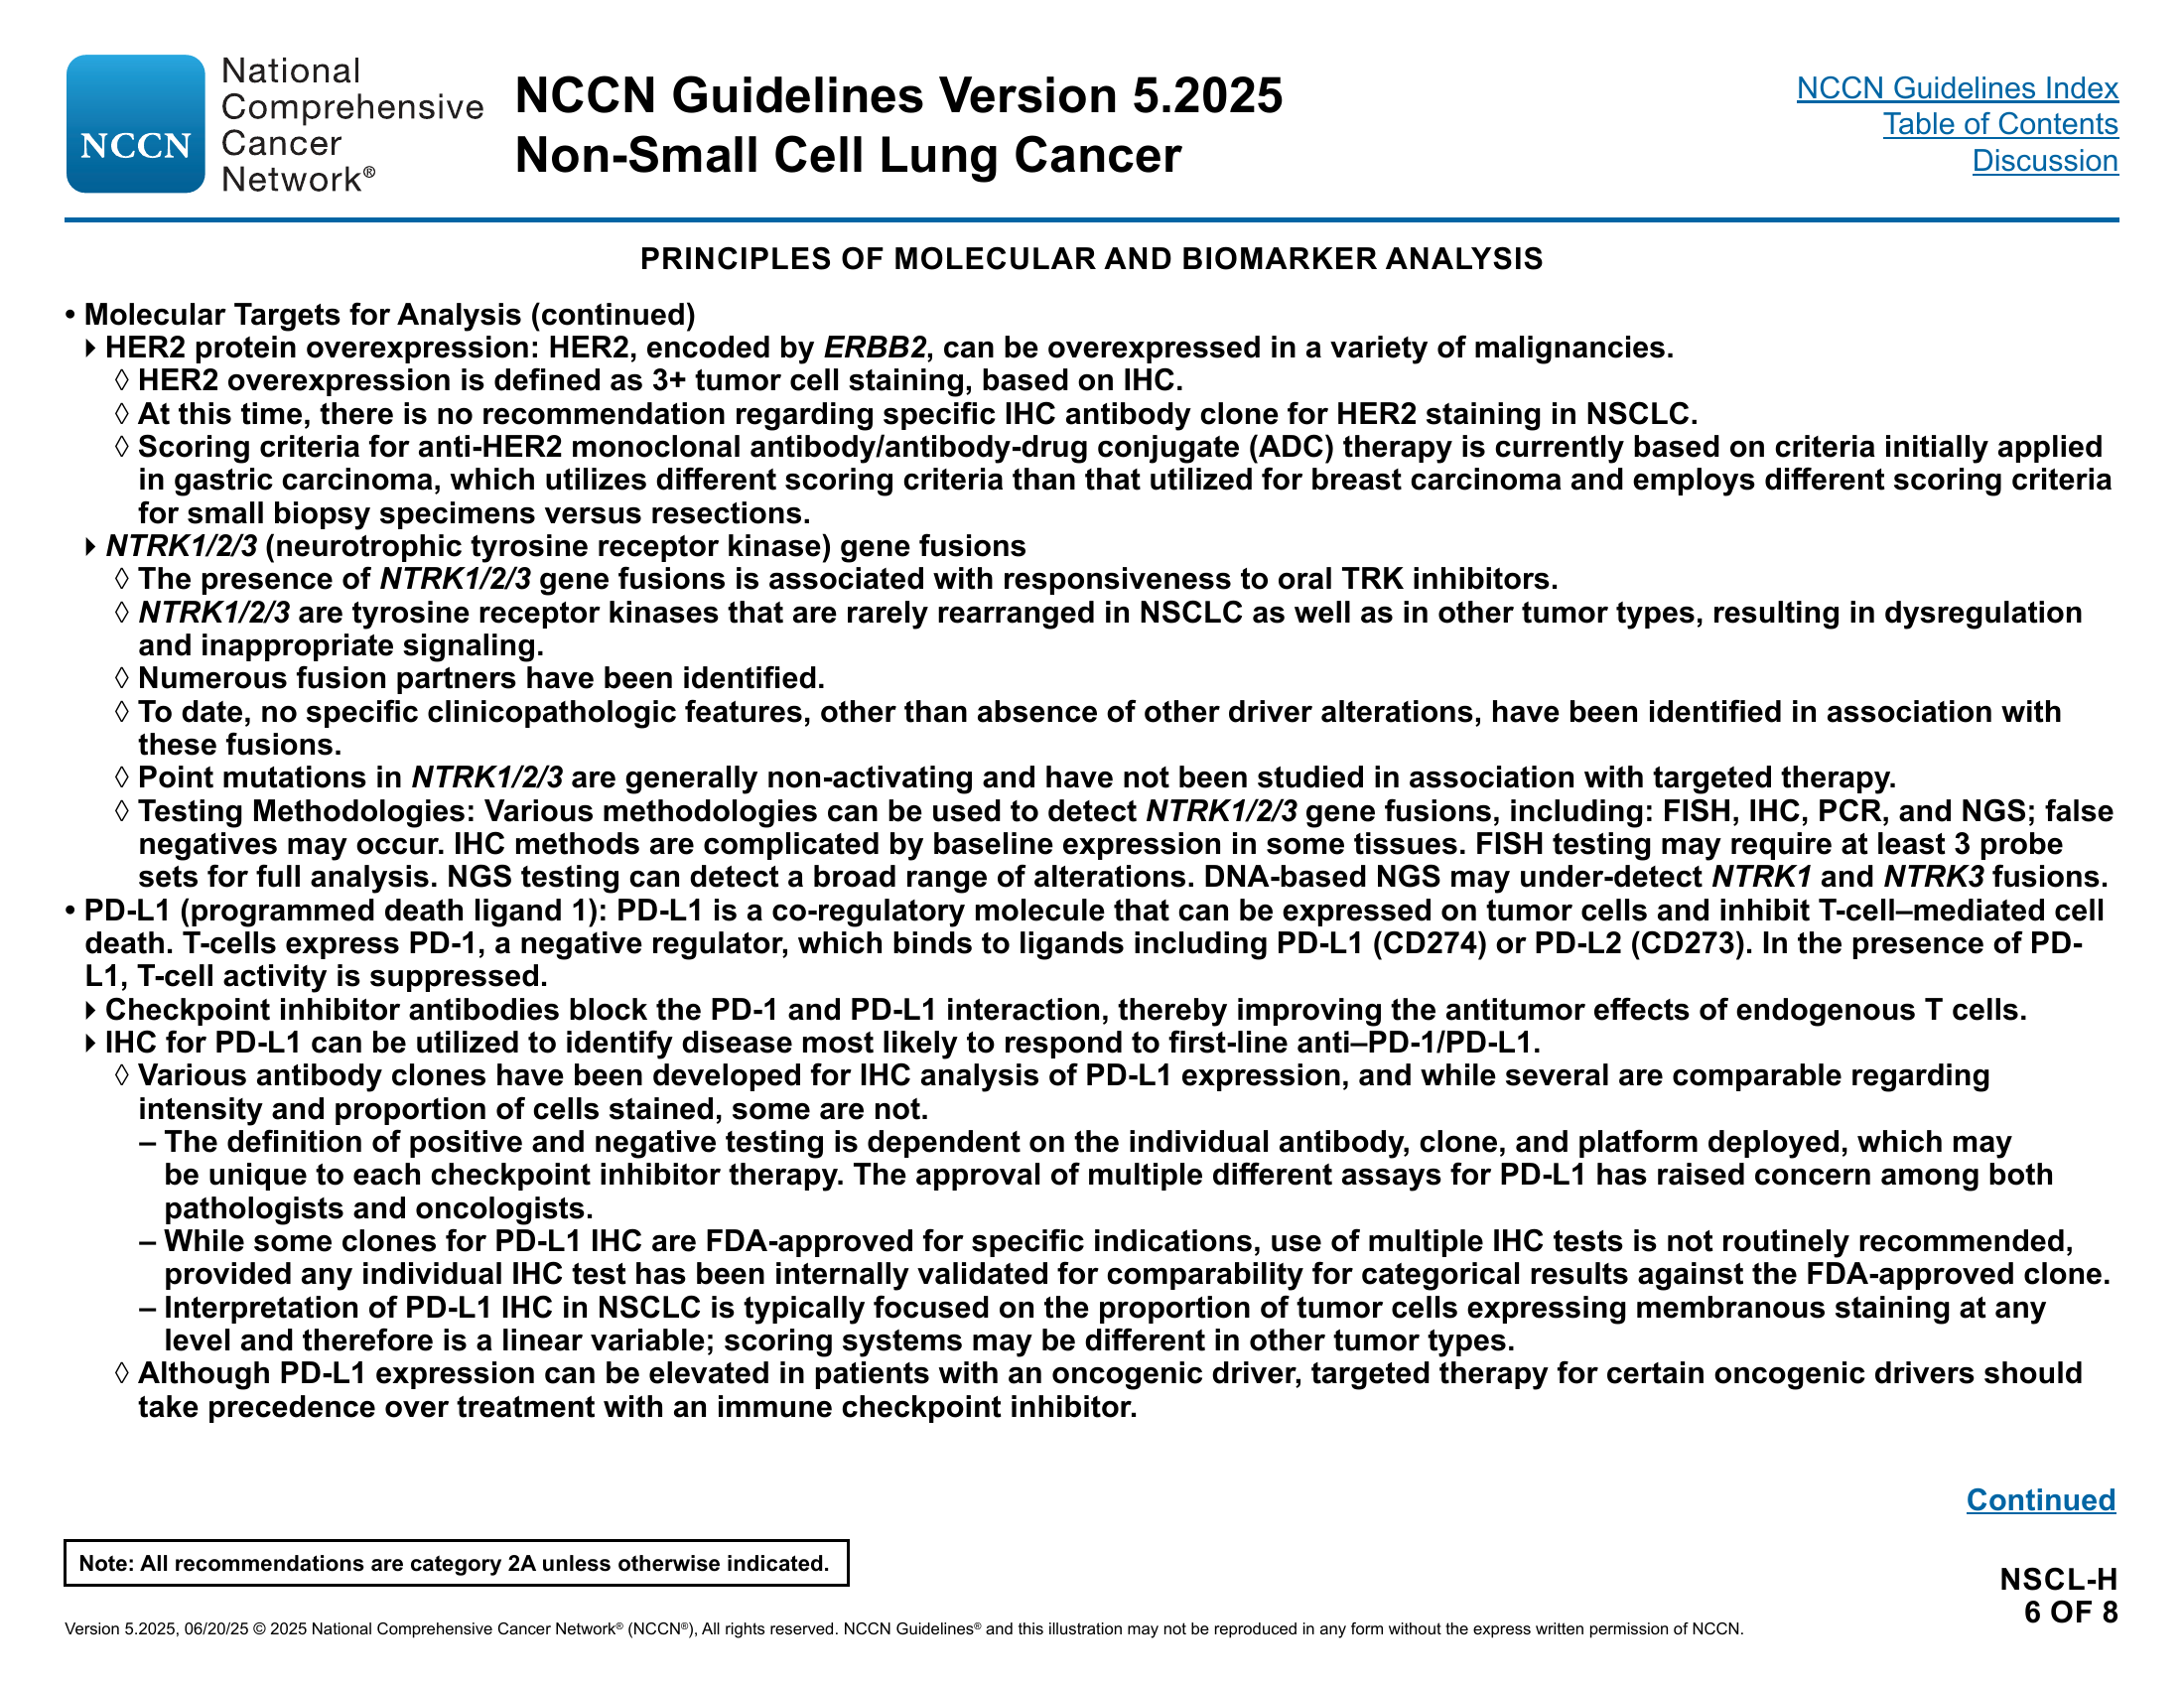 NCCN
National
Comprehensive
Cancer
Network®
NCCN Guidelines Version 5.2025
Non-Small Cell Lung Cancer
NCCN Guidelines Index
Table of Contents
Discussion
PRINCIPLES OF MOLECULAR AND BIOMARKER ANALYSIS
• Molecular Targets for Analysis (continued)
HER2 protein overexpression: HER2, encoded by ERBB2, can be overexpressed in a variety of malignancies.
◊ HER2 overexpression is defined as 3+ tumor cell staining, based on IHC.
◊ At this time, there is no recommendation regarding specific IHC antibody clone for HER2 staining in NSCLC.
◊ Scoring criteria for anti-HER2 monoclonal antibody/antibody-drug conjugate (ADC) therapy is currently based on criteria initially applied
in gastric carcinoma, which utilizes different scoring criteria than that utilized for breast carcinoma and employs different scoring criteria
for small biopsy specimens versus resections.
NTRK1/2/3 (neurotrophic tyrosine receptor kinase) gene fusions
◊ The presence of NTRK1/2/3 gene fusions is associated with responsiveness to oral TRK inhibitors.
◊ NTRK1/2/3 are tyrosine receptor kinases that are rarely rearranged in NSCLC as well as in other tumor types, resulting in dysregulation
and inappropriate signaling.
◊ Numerous fusion partners have been identified.
◊ To date, no specific clinicopathologic features, other than absence of other driver alterations, have been identified in association with
these fusions.
◊ Point mutations in NTRK1/2/3 are generally non-activating and have not been studied in association with targeted therapy.
◊ Testing Methodologies: Various methodologies can be used to detect NTRK1/2/3 gene fusions, including: FISH, IHC, PCR, and NGS; false
negatives may occur. IHC methods are complicated by baseline expression in some tissues. FISH testing may require at least 3 probe
sets for full analysis. NGS testing can detect a broad range of alterations. DNA-based NGS may under-detect NTRK1 and NTRK3 fusions.
• PD-L1 (programmed death ligand 1): PD-L1 is a co-regulatory molecule that can be expressed on tumor cells and inhibit T-cell–mediated cell
death. T-cells express PD-1, a negative regulator, which binds to ligands including PD-L1 (CD274) or PD-L2 (CD273). In the presence of PD-
L1, T-cell activity is suppressed.
Checkpoint inhibitor antibodies block the PD-1 and PD-L1 interaction, thereby improving the antitumor effects of endogenous T cells.
IHC for PD-L1 can be utilized to identify disease most likely to respond to first-line anti–PD-1/PD-L1.
◊ Various antibody clones have been developed for IHC analysis of PD-L1 expression, and while several are comparable regarding
intensity and proportion of cells stained, some are not.
– The definition of positive and negative testing is dependent on the individual antibody, clone, and platform deployed, which may
be unique to each checkpoint inhibitor therapy. The approval of multiple different assays for PD-L1 has raised concern among both
pathologists and oncologists.
– While some clones for PD-L1 IHC are FDA-approved for specific indications, use of multiple IHC tests is not routinely recommended,
provided any individual IHC test has been internally validated for comparability for categorical results against the FDA-approved clone.
– Interpretation of PD-L1 IHC in NSCLC is typically focused on the proportion of tumor cells expressing membranous staining at any
level and therefore is a linear variable; scoring systems may be different in other tumor types.
◊ Although PD-L1 expression can be elevated in patients with an oncogenic driver, targeted therapy for certain oncogenic drivers should
take precedence over treatment with an immune checkpoint inhibitor.
Continued
Note: All recommendations are category 2A unless otherwise indicated.
NSCL-H
6 OF 8
Version 5.2025, 06/20/25 © 2025 National Comprehensive Cancer Network® (NCCN®), All rights reserved. NCCN Guidelines® and this illustration may not be reproduced in any form without the express written permission of NCCN.